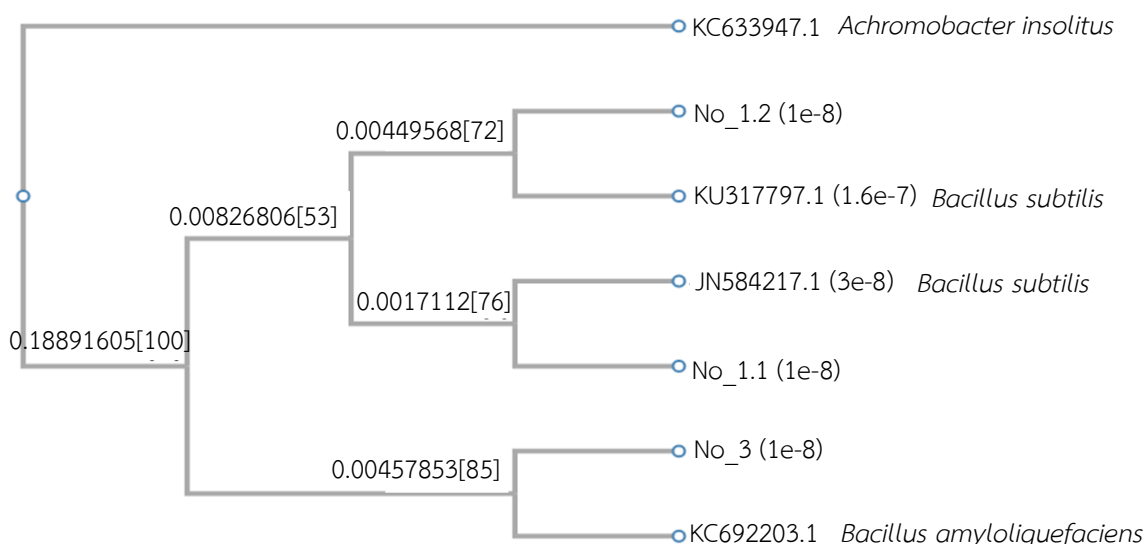 KC633947.1 Achromobacter insolitus
No_1.2 (1e-8)
0.00449568[72]
KU317797.1 (1.6e-7) Bacillus subtilis
0.00826806[53]
JN584217.1 (3e-8) Bacillus subtilis
0.0017112[76]
0.18891605[100]
No_1.1 (1e-8)
No_3 (1e-8)
0.00457853[85]
KC692203.1 Bacillus amyloliquefaciens